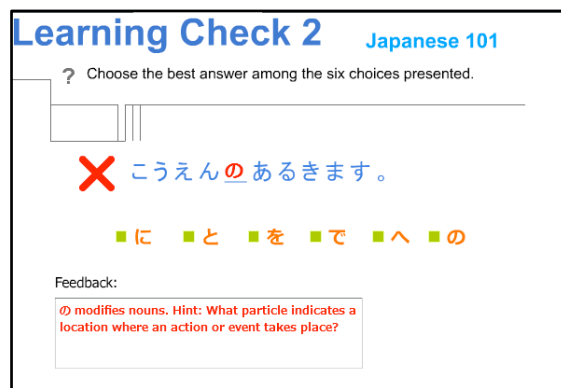 Learning Check 2 Japanese 101
? Choose the best answer among the six choices presented.
こうえんのあるきます。
に と を で へ の
Feedback:
の modifies nouns. Hint: What particle indicates a
location where an action or event takes place?